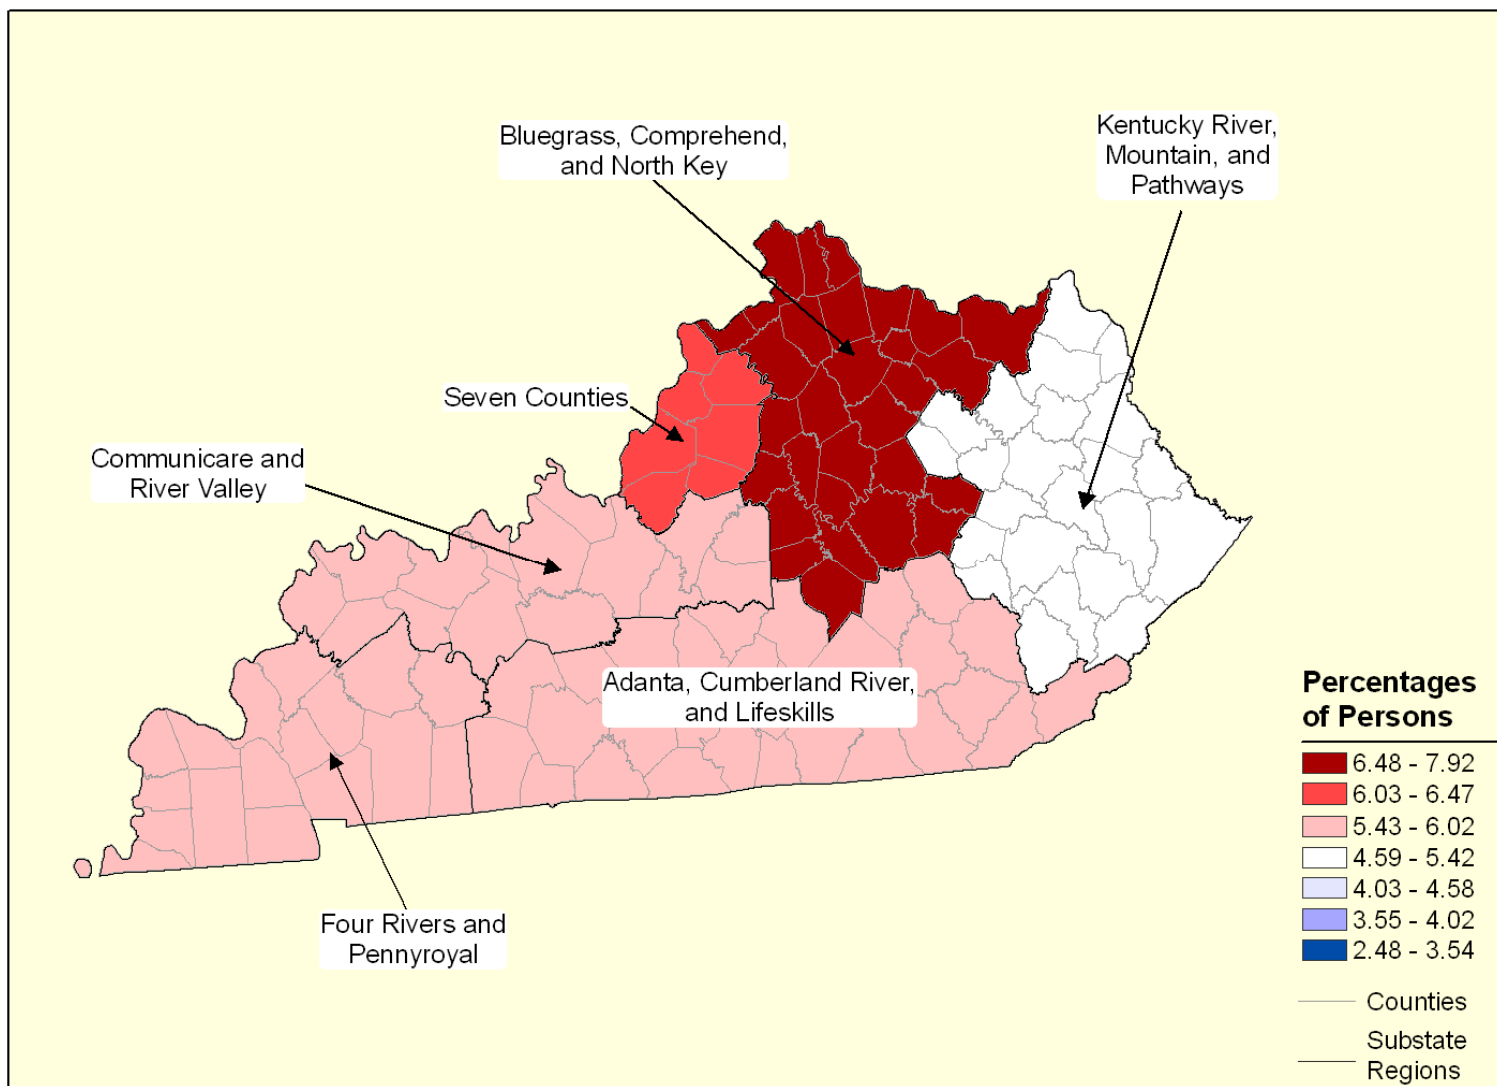 Bluegrass, Comprehend,
and North Key
Kentucky River,
Mountain, and
Pathways
Seven Counties
Communicare and
River Valley
Adanta, Cumberland River,
and Lifeskills
Four Rivers and
Pennyroyal
Percentages
of Persons
6.48 - 7.92
6.03 - 6.47
5.43 - 6.02
4.59 - 5.42
4.03 - 4.58
3.55 - 4.02
2.48 - 3.54
Counties
Substate
Regions